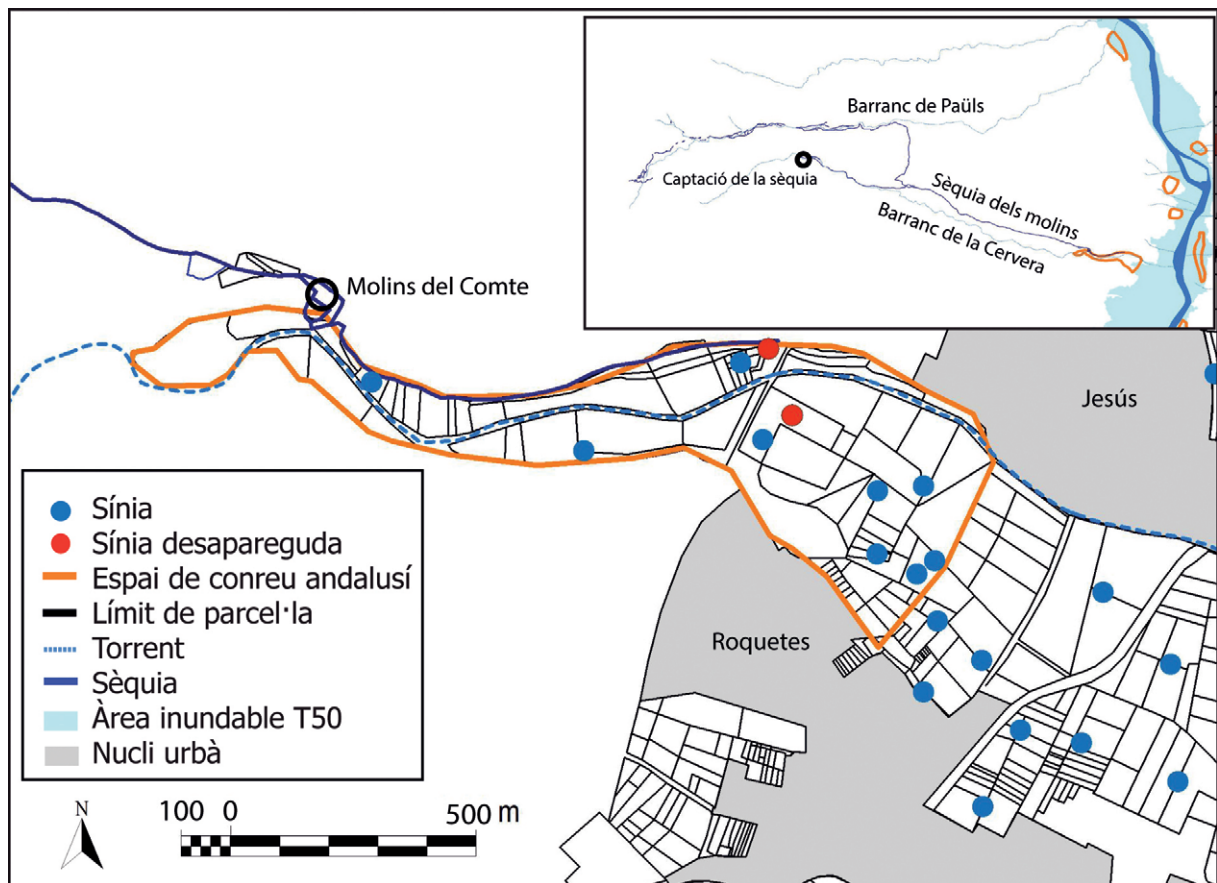 Barranc de Paüls
Captació de la sèquia
Sèquia dels molins
Barranc de la Cervera
Molins del Comte
Jesús
Roquetes
Sínia
Sínia desapareguda
Espai de conreu andalusí
Límit de parcel·la
Torrent
Sèquia
Àrea inundable T50
Nucli urbà
N
100 0 500 m